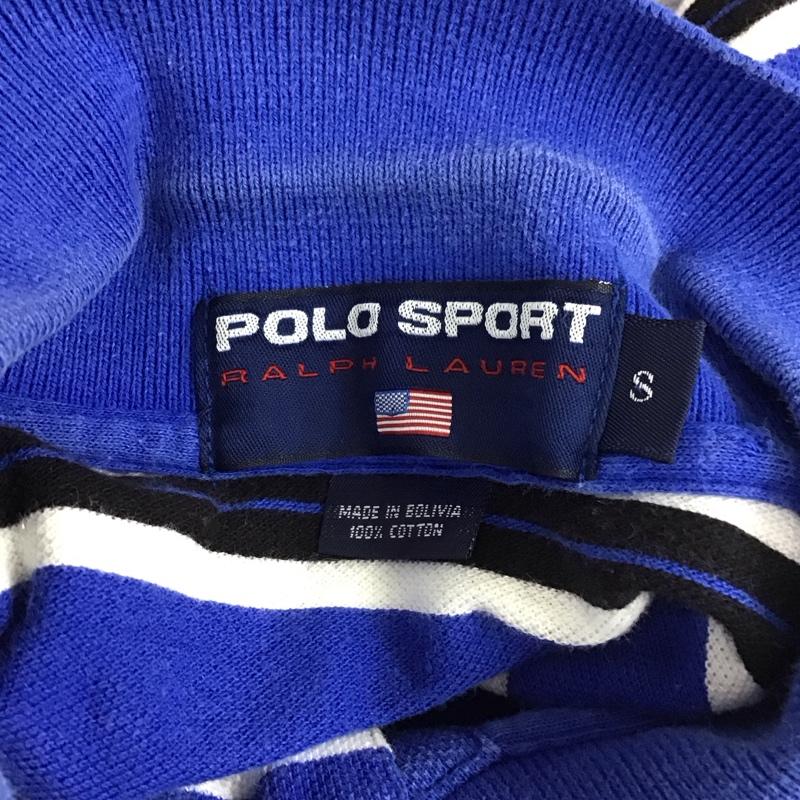 POLO SPORT
RALPH LAUREN
S
MADE IN BOLIVIA
100% COTTON